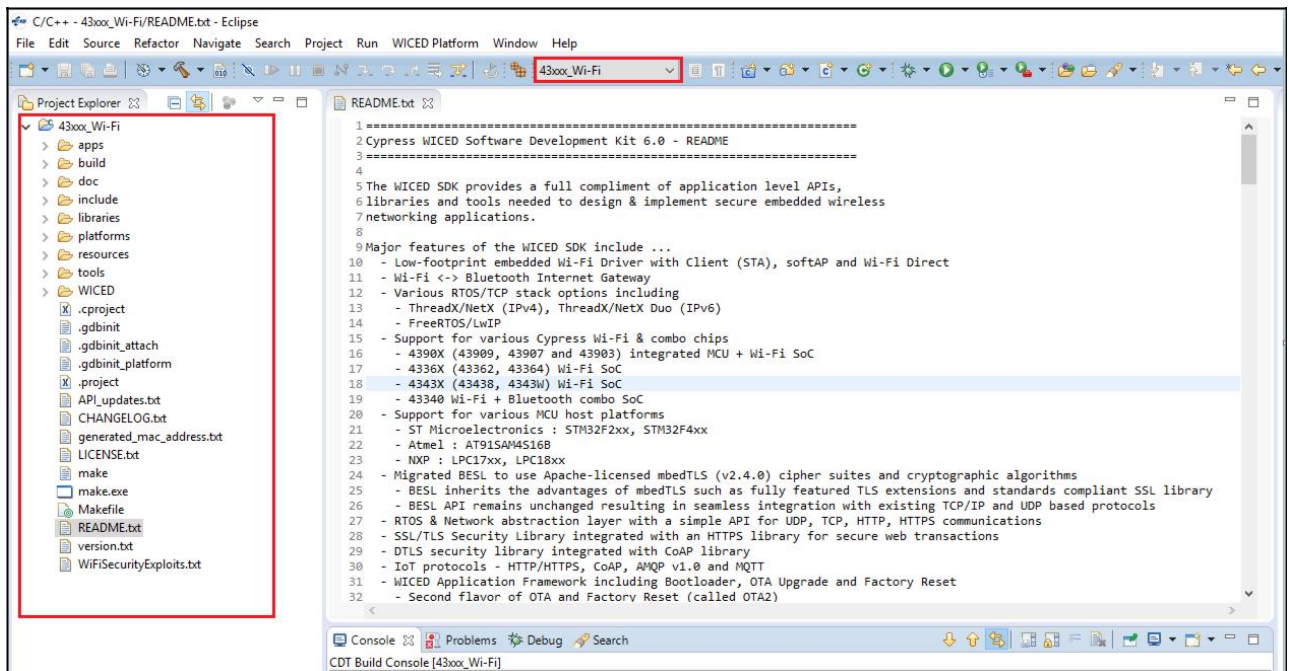 C/C++ - 43xxx_Wi-Fi/README.txt - Eclipse
File Edit Source Refactor Navigate Search Project Run WICED Platform Window Help
010
43xxx_Wi-Fi
Project Explorer
43xxx_Wi-Fi
apps
build
doc
include
libraries
platforms
resources
tools
WICED
.cproject
.gdbinit
.gdbinit_attach
.gdbinit_platform
.project
API_updates.txt
CHANGELOG.txt
generated_mac_address.txt
LICENSE.txt
make
make.exe
Makefile
README.txt
version.txt
WiFiSecurityExploits.txt
README.txt
1 ======================================================================
2 Cypress WICED Software Development Kit 6.0 - README
3 ======================================================================
4
5 The WICED SDK provides a full compliment of application level APIs,
6 libraries and tools needed to design & implement secure embedded wireless
7 networking applications.
8
9 Major features of the WICED SDK include ...
10 - Low-footprint embedded Wi-Fi Driver with Client (STA), softAP and Wi-Fi Direct
11 - Wi-Fi <-> Bluetooth Internet Gateway
12 - Various RTOS/TCP stack options including
13 - ThreadX/NetX (IPv4), ThreadX/NetX Duo (IPv6)
14 - FreeRTOS/LwIP
15 - Support for various Cypress Wi-Fi & combo chips
16 - 4390X (43909, 43907 and 43903) integrated MCU + Wi-Fi SoC
17 - 4336X (43362, 43364) Wi-Fi SoC
18 - 4343X (43438, 4343W) Wi-Fi SoC
19 - 43340 Wi-Fi + Bluetooth combo SoC
20 - Support for various MCU host platforms
21 - ST Microelectronics : STM32F2xx, STM32F4xx
22 - Atmel : AT91SAM4S16B
23 - NXP : LPC17xx, LPC18xx
24 - Migrated BESL to use Apache-licensed mbedTLS (v2.4.0) cipher suites and cryptographic algorithms
25 - BESL inherits the advantages of mbedTLS such as fully featured TLS extensions and standards compliant SSL library
26 - BESL API remains unchanged resulting in seamless integration with existing TCP/IP and UDP based protocols
27 - RTOS & Network abstraction layer with a simple API for UDP, TCP, HTTP, HTTPS communications
28 - SSL/TLS Security Library integrated with an HTTPS library for secure web transactions
29 - DTLS security library integrated with CoAP library
30 - IoT protocols - HTTP/HTTPS, CoAP, AMQP v1.0 and MQTT
31 - WICED Application Framework including Bootloader, OTA Upgrade and Factory Reset
32 - Second flavor of OTA and Factory Reset (called OTA2)
Console Problems Debug Search
CDT Build Console [43xxx_Wi-Fi]